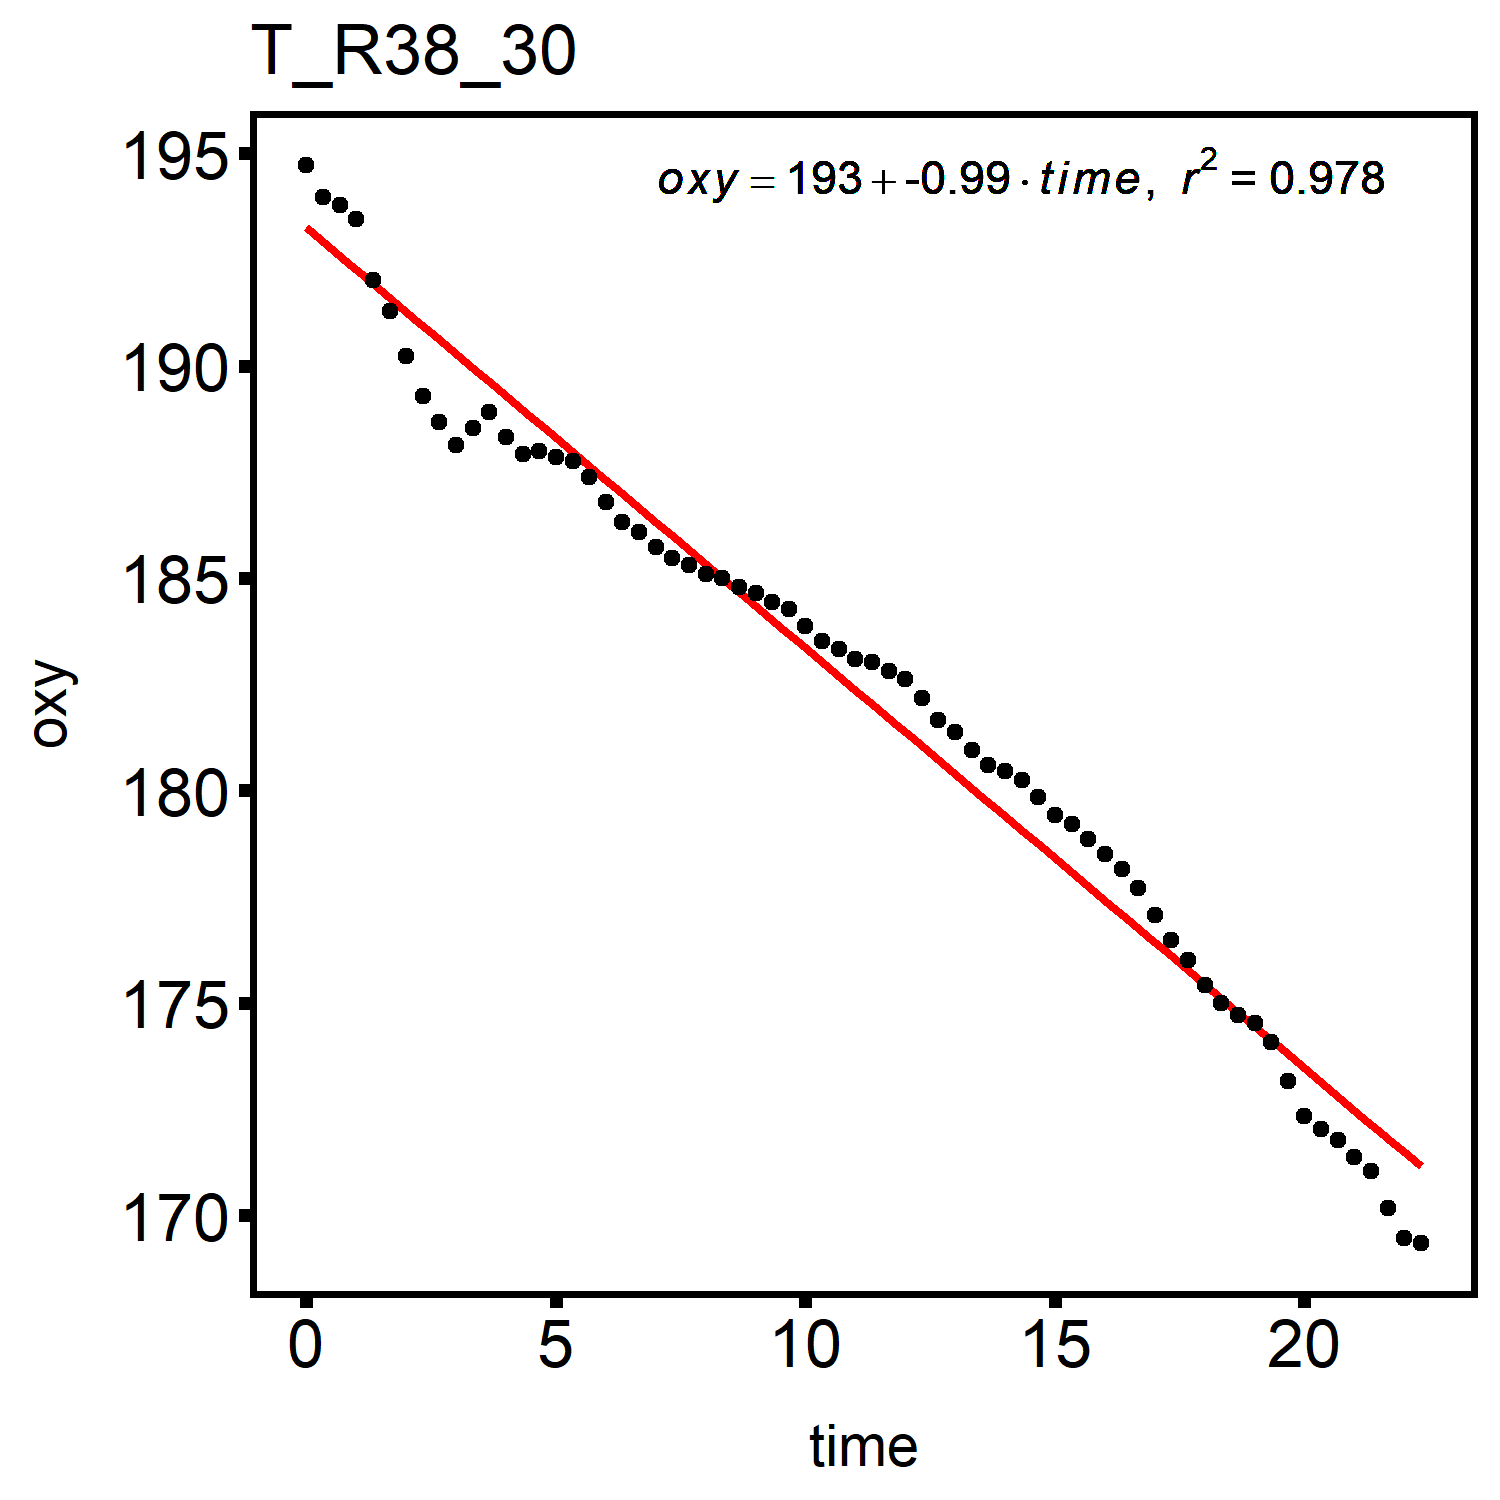 T_R38_30
oxy = 193 + -0.99 · time, r² = 0.978
195
190
185
180
175
170
oxy
0 5 10 15 20
time